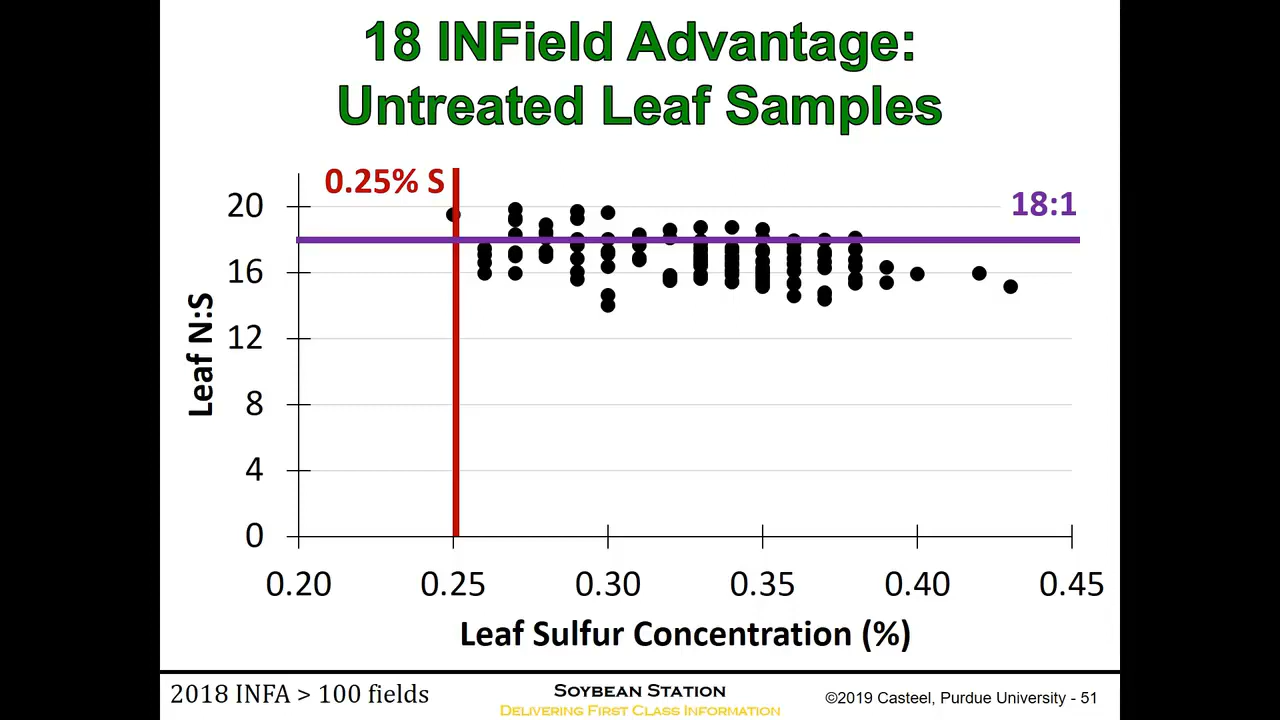 18 INField Advantage:
Untreated Leaf Samples
0.25% S
18:1
20
16
12
8
4
0
Leaf N:S
0.20 0.25 0.30 0.35 0.40 0.45
Leaf Sulfur Concentration (%)
2018 INFA > 100 fields
Soybean Station
Delivering First Class Information
©2019 Casteel, Purdue University - 51